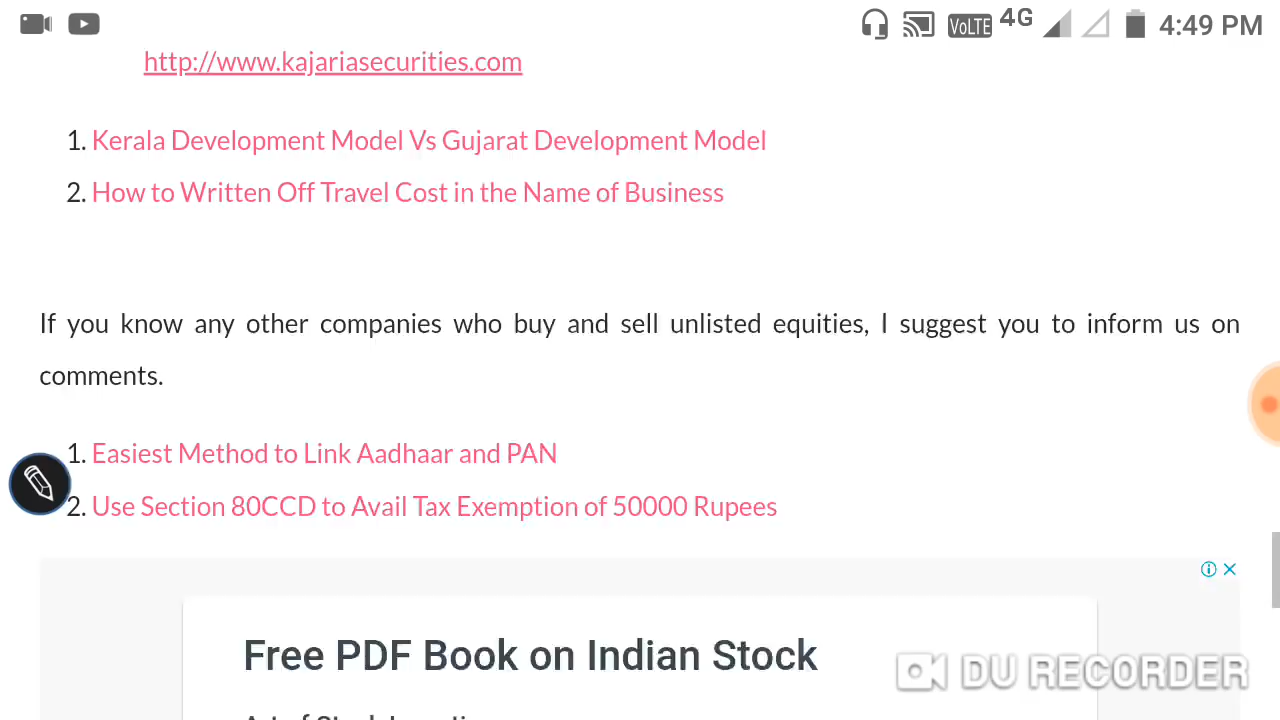 VoLTE 4G 4:49 PM
http://www.kajariasecurities.com
1. Kerala Development Model Vs Gujarat Development Model
2. How to Written Off Travel Cost in the Name of Business
If you know any other companies who buy and sell unlisted equities, I suggest you to inform us on
comments.
1. Easiest Method to Link Aadhaar and PAN
2. Use Section 80CCD to Avail Tax Exemption of 50000 Rupees
Free PDF Book on Indian Stock
DU RECORDER